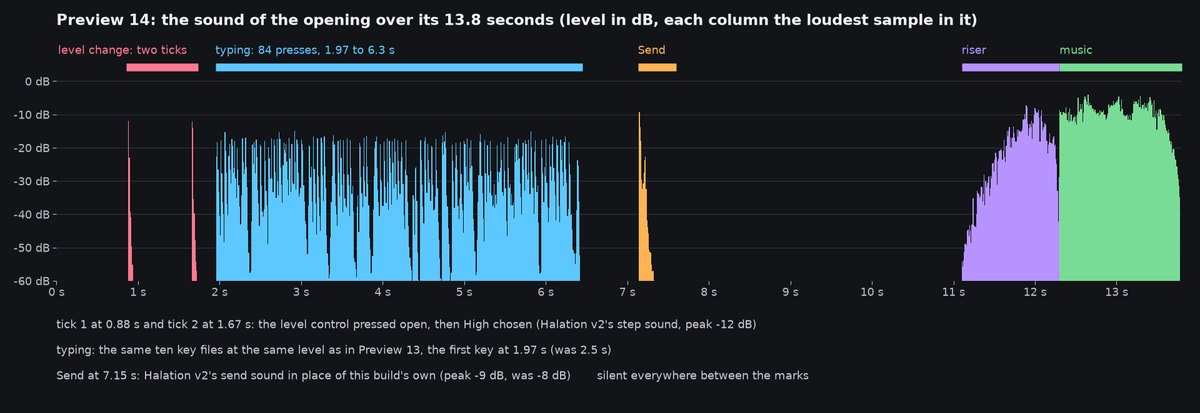 Preview 14: the sound of the opening over its 13.8 seconds (level in dB, each column the loudest sample in it)
level change: two ticks typing: 84 presses, 1.97 to 6.3 s Send riser music
0 dB
-10 dB
-20 dB
-30 dB
-40 dB
-50 dB
-60 dB
0 s 1 s 2 s 3 s 4 s 5 s 6 s 7 s 8 s 9 s 10 s 11 s 12 s 13 s
tick 1 at 0.88 s and tick 2 at 1.67 s: the level control pressed open, then High chosen (Halation v2's step sound, peak -12 dB)
typing: the same ten key files at the same level as in Preview 13, the first key at 1.97 s (was 2.5 s)
Send at 7.15 s: Halation v2's send sound in place of this build's own (peak -9 dB, was -8 dB) silent everywhere between the marks